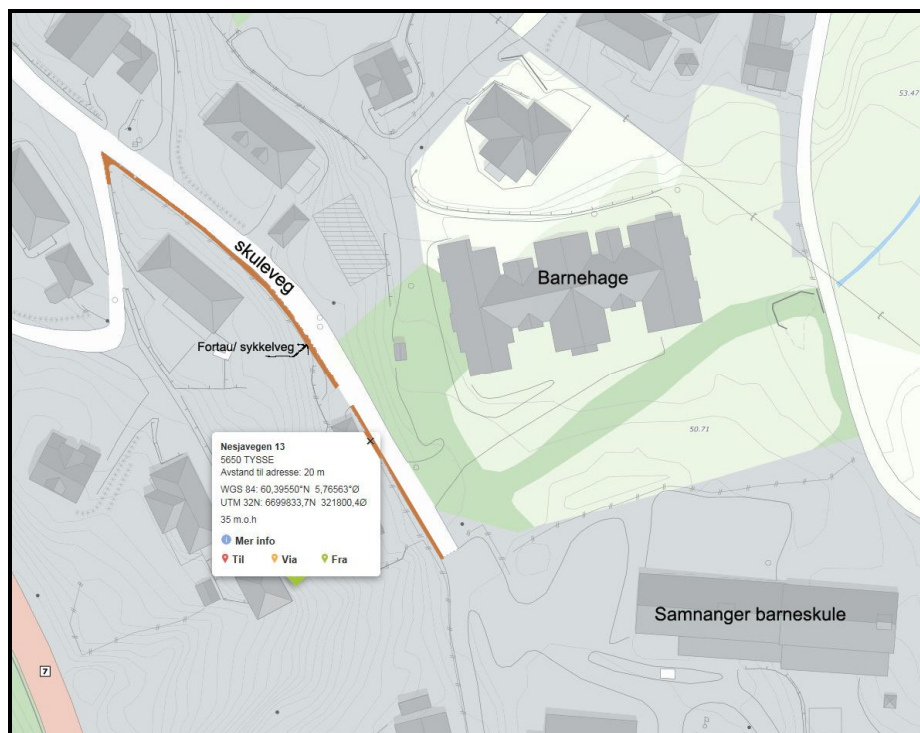 53.47
skuleveg
Barnehage
Fortau/ sykkelveg
50.71
Nesjavegen 13
5650 TYSSE
Avstand til adresse: 20 m
WGS 84: 60,39550°N 5,76563°Ø
UTM 32N: 6699833,7N 321800,4Ø
35 m.o.h
i Mer info
Til Via Fra
Samnanger barneskule
7